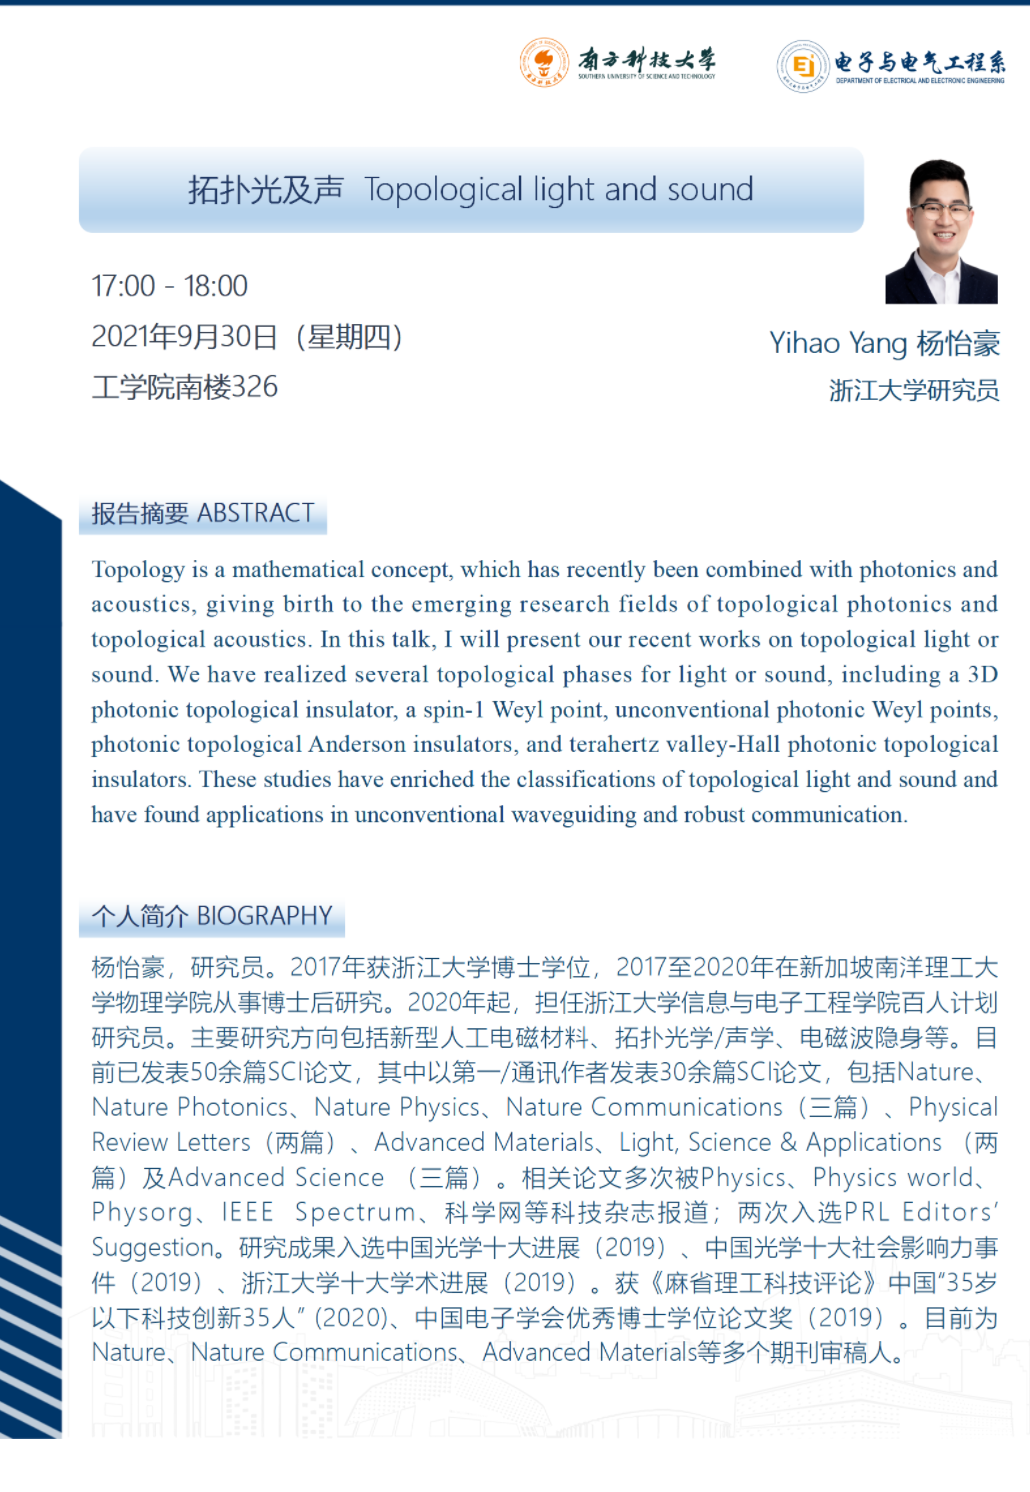 南方科技大学
SOUTHERN UNIVERSITY OF SCIENCE AND TECHNOLOGY
电子与电气工程系
DEPARTMENT OF ELECTRICAL AND ELECTRONIC ENGINEERING
拓扑光及声 Topological light and sound
17:00 - 18:00
2021年9月30日（星期四）
工学院南楼326
Yihao Yang 杨怡豪
浙江大学研究员
报告摘要 ABSTRACT
Topology is a mathematical concept, which has recently been combined with photonics and
acoustics, giving birth to the emerging research fields of topological photonics and
topological acoustics. In this talk, I will present our recent works on topological light or
sound. We have realized several topological phases for light or sound, including a 3D
photonic topological insulator, a spin-1 Weyl point, unconventional photonic Weyl points,
photonic topological Anderson insulators, and terahertz valley-Hall photonic topological
insulators. These studies have enriched the classifications of topological light and sound and
have found applications in unconventional waveguiding and robust communication.
个人简介 BIOGRAPHY
杨怡豪，研究员。2017年获浙江大学博士学位，2017至2020年在新加坡南洋理工大
学物理学院从事博士后研究。2020年起，担任浙江大学信息与电子工程学院百人计划
研究员。主要研究方向包括新型人工电磁材料、拓扑光学/声学、电磁波隐身等。目
前已发表50余篇SCI论文，其中以第一/通讯作者发表30余篇SCI论文，包括Nature、
Nature Photonics、Nature Physics、Nature Communications（三篇）、Physical
Review Letters（两篇）、Advanced Materials、Light, Science & Applications （两
篇）及Advanced Science （三篇）。相关论文多次被Physics、Physics world、
Physorg、IEEE Spectrum、科学网等科技杂志报道；两次入选PRL Editors’
Suggestion。研究成果入选中国光学十大进展（2019）、中国光学十大社会影响力事
件（2019）、浙江大学十大学术进展（2019）。获《麻省理工科技评论》中国“35岁
以下科技创新35人” (2020)、中国电子学会优秀博士学位论文奖（2019）。目前为
Nature、Nature Communications、Advanced Materials等多个期刊审稿人。